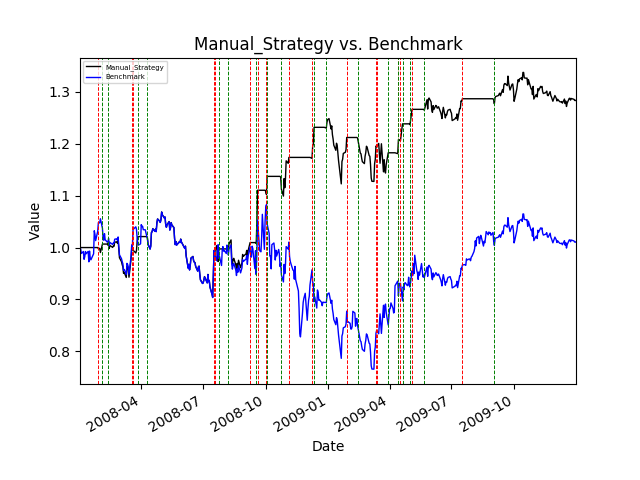 Manual_Strategy vs. Benchmark
Manual_Strategy
Benchmark
1.3
1.2
1.1
1.0
0.9
0.8
Value
2008-04
2008-07
2008-10
2009-01
2009-04
2009-07
2009-10
Date